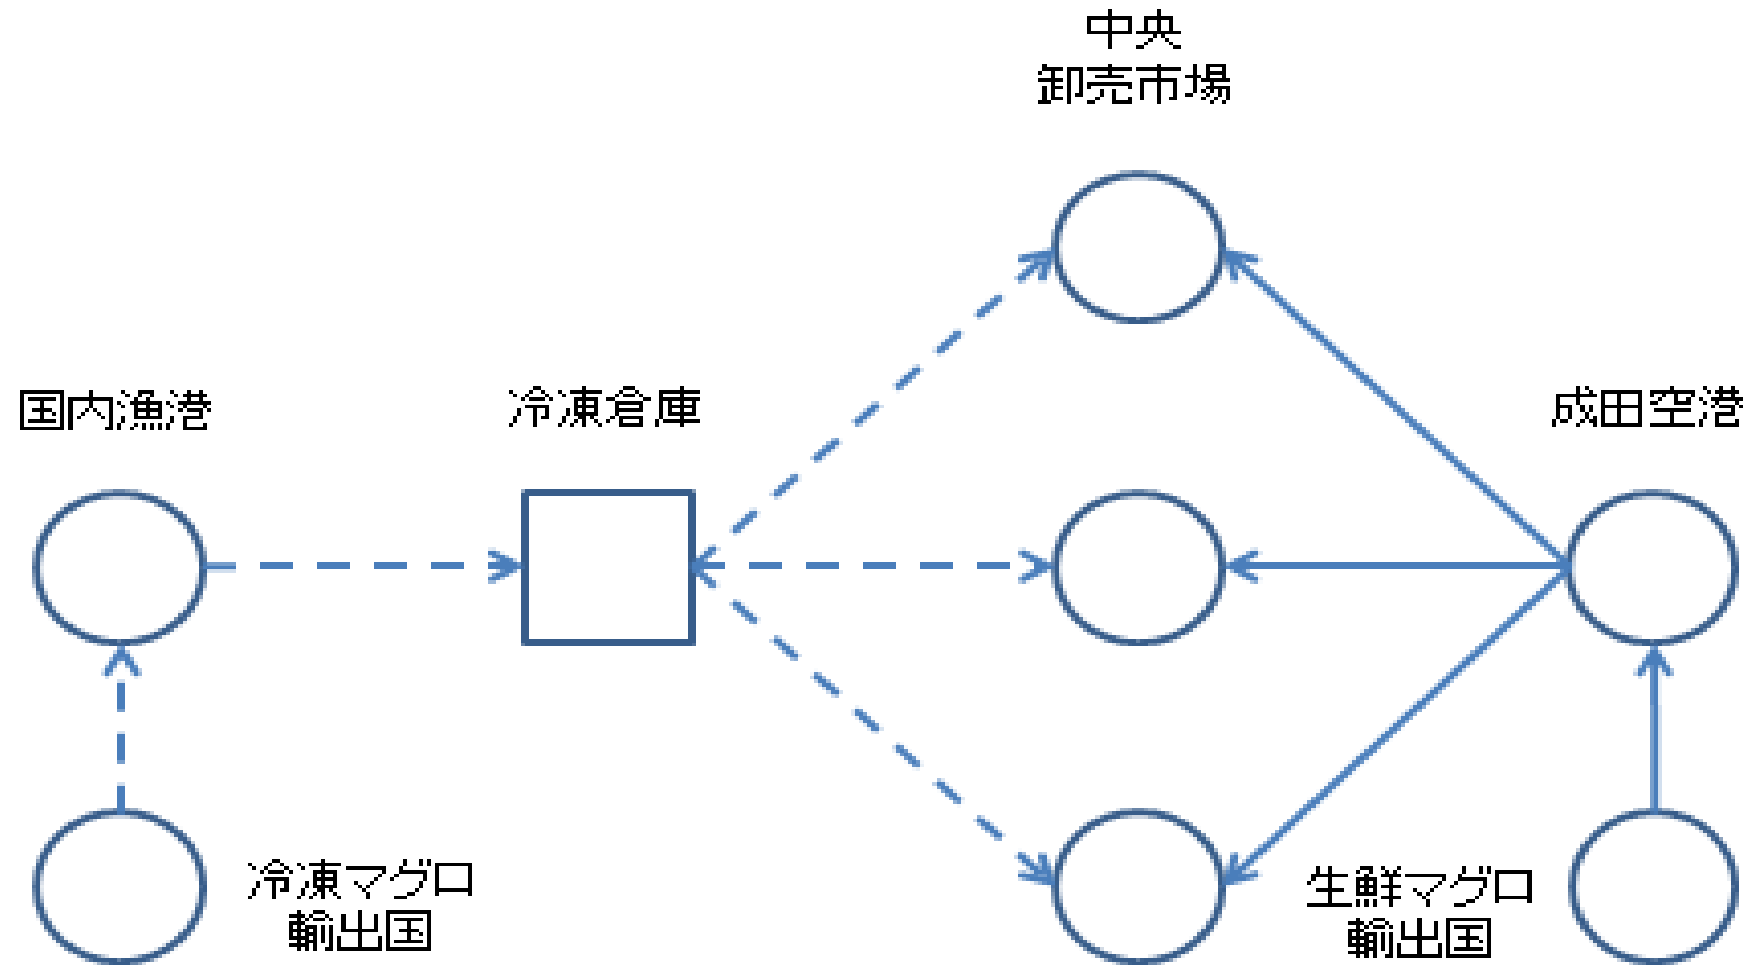 中央
卸売市場
国内漁港
冷凍倉庫
成田空港
冷凍マグロ
輸出国
生鮮マグロ
輸出国